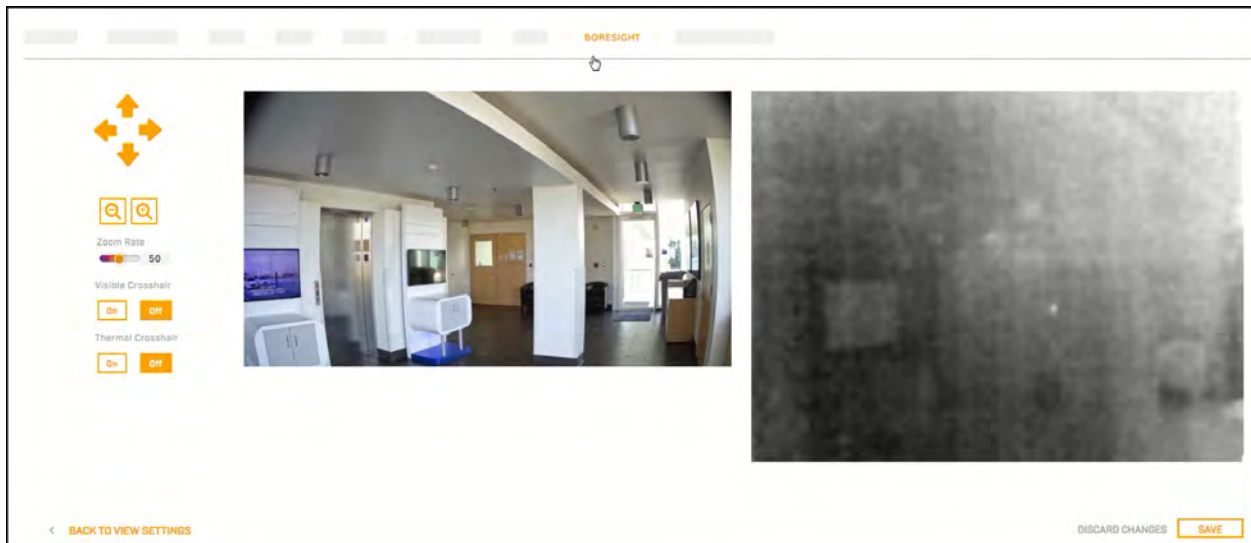 BORESIGHT
Zoom Rate
50
Visible Crosshair
On Off
Thermal Crosshair
On Off
< BACK TO VIEW SETTINGS
DISCARD CHANGES SAVE